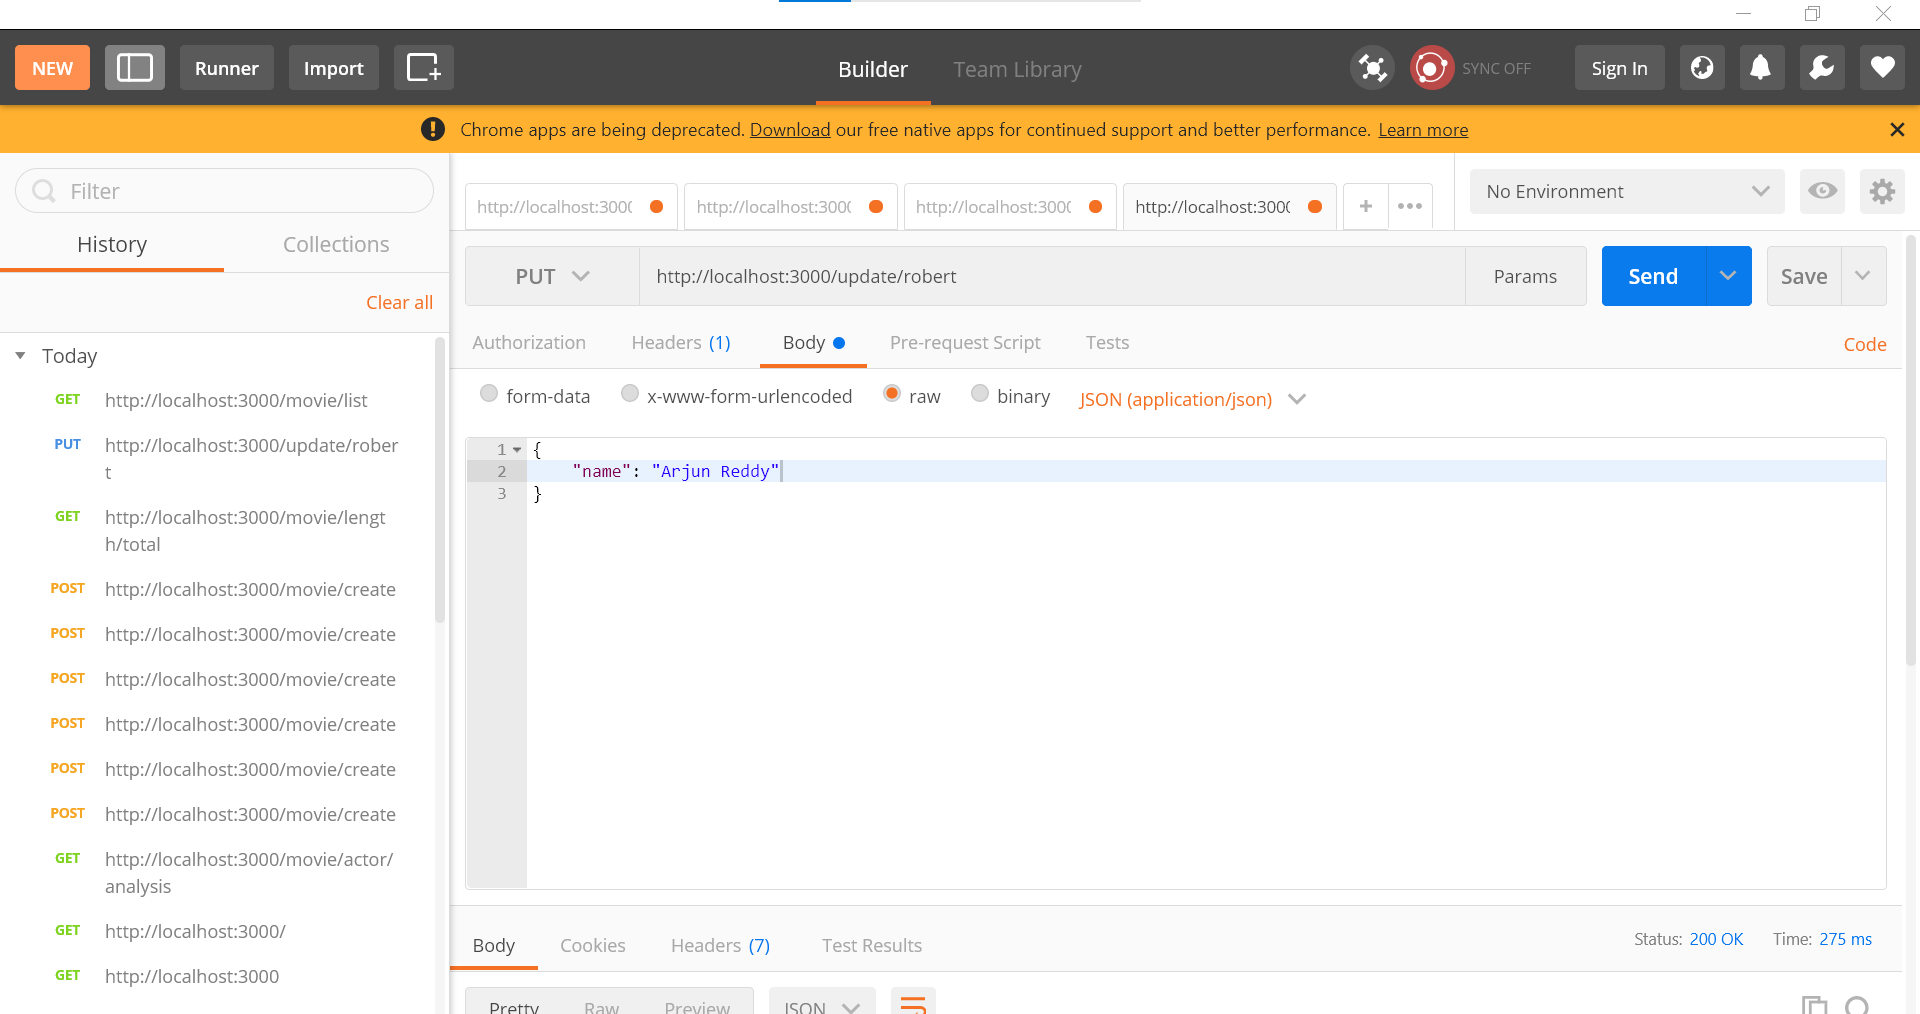 NEW
Runner
Import
Builder
Team Library
SYNC OFF
Sign In
Chrome apps are being deprecated. Download our free native apps for continued support and better performance. Learn more
Filter
History
Collections
Clear all
Today
GET http://localhost:3000/movie/list
PUT http://localhost:3000/update/rober
t
GET http://localhost:3000/movie/lengt
h/total
POST http://localhost:3000/movie/create
POST http://localhost:3000/movie/create
POST http://localhost:3000/movie/create
POST http://localhost:3000/movie/create
POST http://localhost:3000/movie/create
POST http://localhost:3000/movie/create
GET http://localhost:3000/movie/actor/
analysis
GET http://localhost:3000/
GET http://localhost:3000
http://localhost:3000
http://localhost:3000
http://localhost:3000
http://localhost:3000
+
•••
No Environment
PUT
http://localhost:3000/update/robert
Params
Send
Save
Authorization
Headers (1)
Body
Pre-request Script
Tests
Code
form-data
x-www-form-urlencoded
raw
binary
JSON (application/json)
1 {
2 "name": "Arjun Reddy"
3 }
Body
Cookies
Headers (7)
Test Results
Status: 200 OK
Time: 275 ms
Pretty
Raw
Preview
JSON